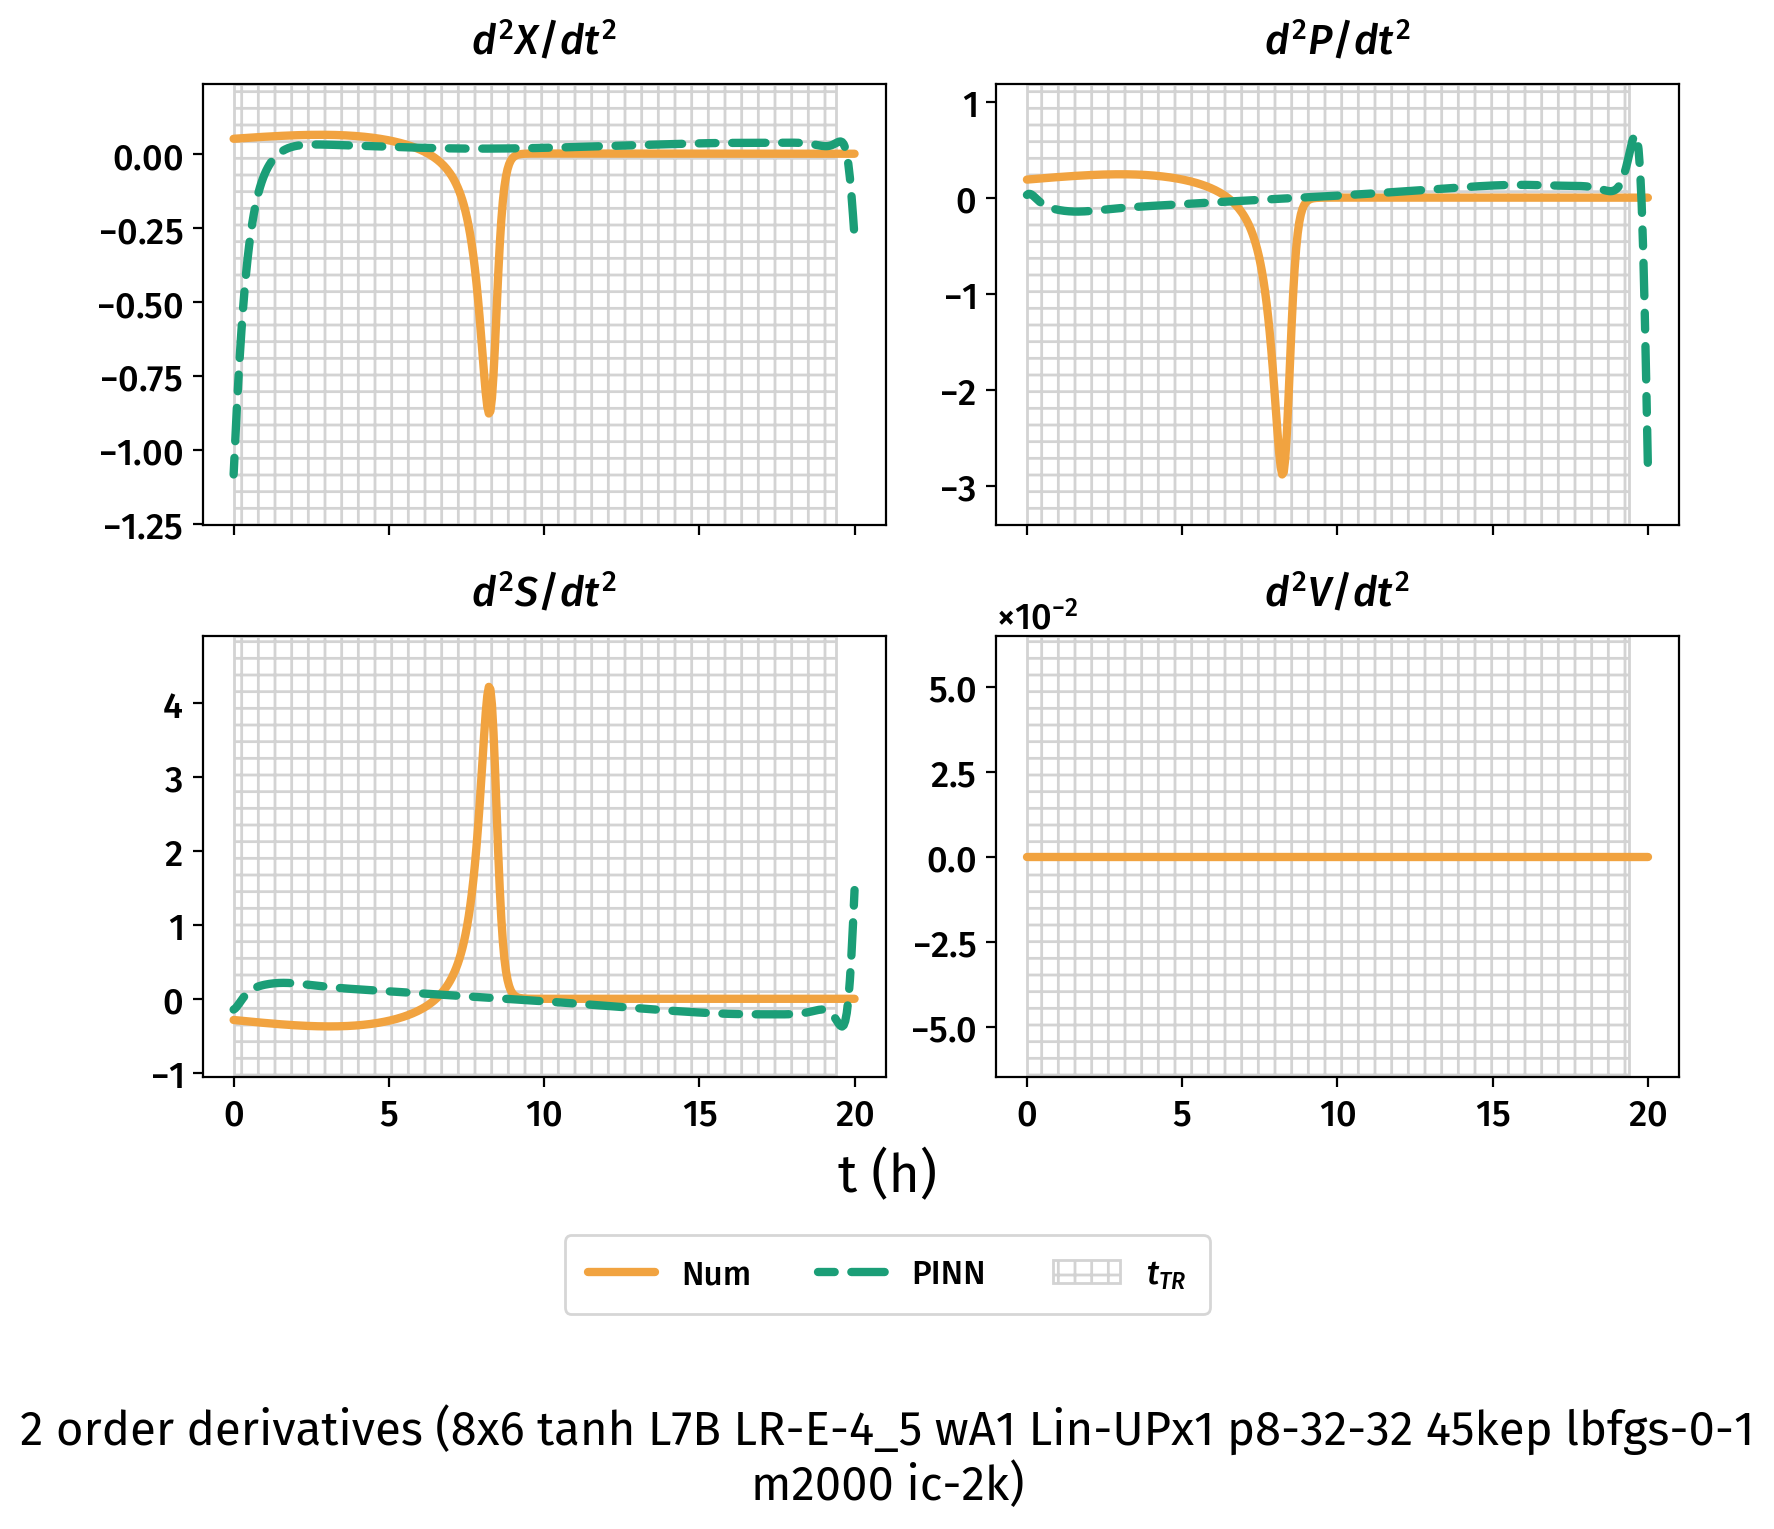 d²X/dt²
d²P/dt²
0.00
−0.25
−0.50
−0.75
−1.00
−1.25
1
0
−1
−2
−3
d²S/dt²
d²V/dt²
×10⁻²
4
3
2
1
0
−1
5.0
2.5
0.0
−2.5
−5.0
0 5 10 15 20
0 5 10 15 20
t (h)
Num PINN t_TR
2 order derivatives (8x6 tanh L7B LR-E-4_5 wA1 Lin-UPx1 p8-32-32 45kep lbfgs-0-1
m2000 ic-2k)